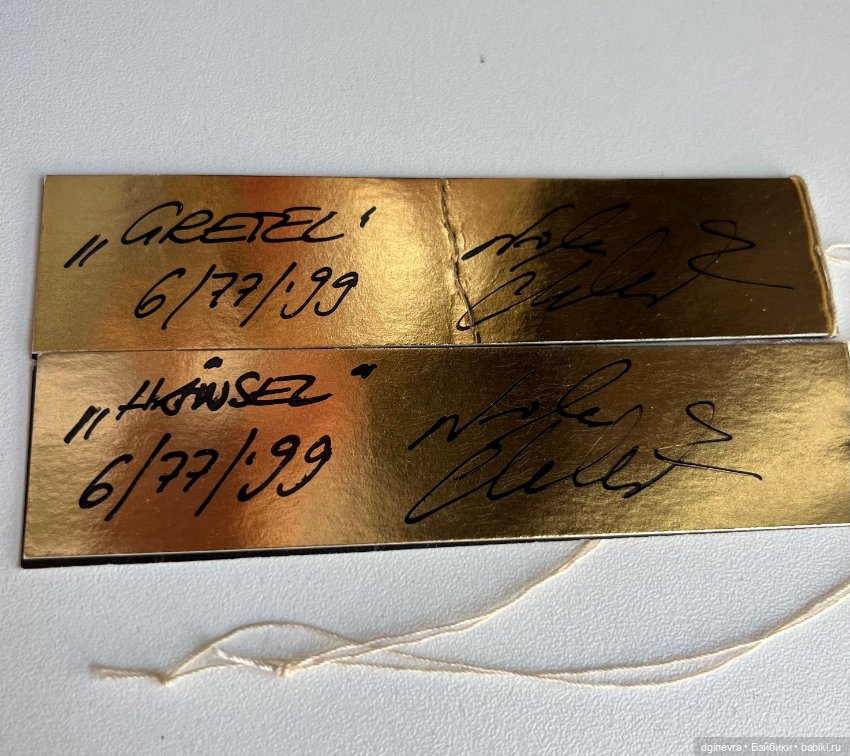 „GRETEL"
6/77/'99
„HÄNSEL"
6/77/'99
dginevra • Бэйбики • babiki.ru